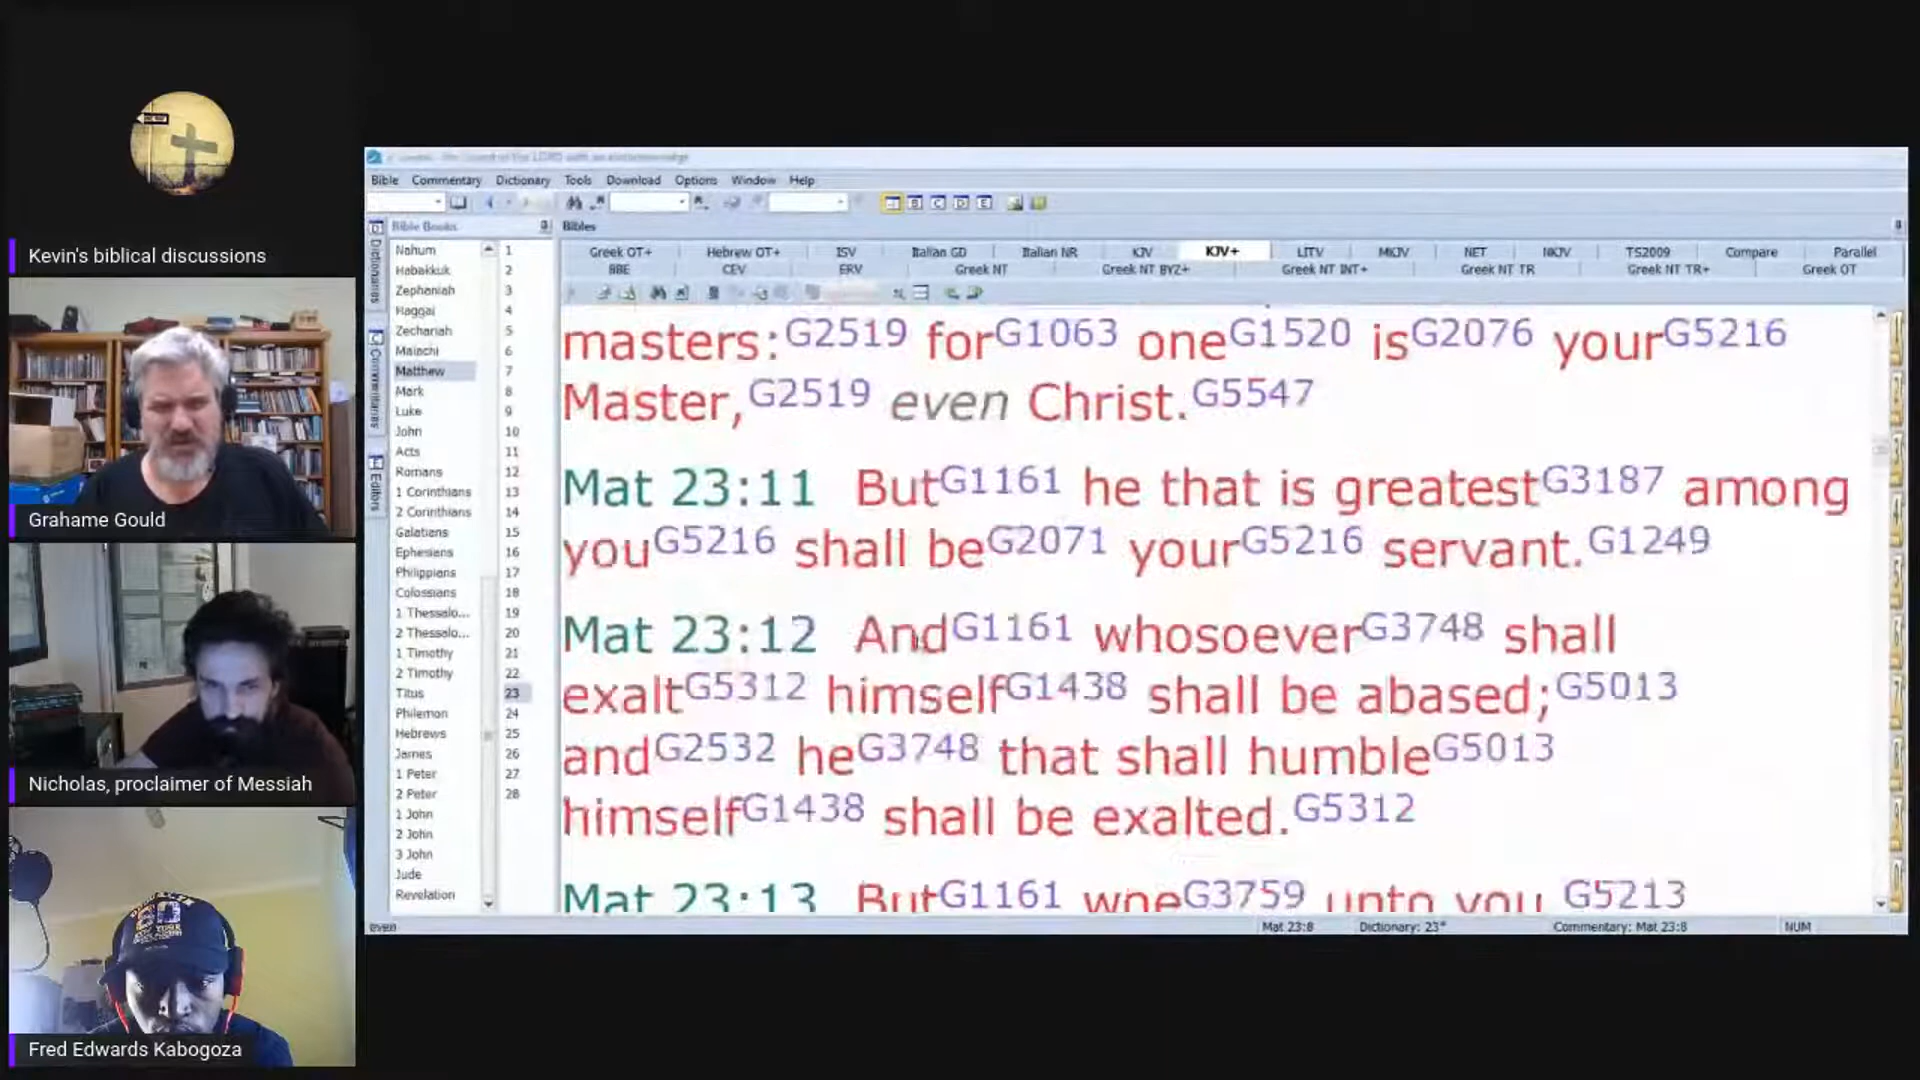 Kevin's biblical discussions
Grahame Gould
Nicholas, proclaimer of Messiah
Fred Edwards Kabogoza
Bible Commentary Dictionary Tools Download Options Window Help
Dictionaries
Commentaries
Editors
Bible Books
Nahum
Habakkuk
Zephaniah
Haggai
Zechariah
Malachi
Matthew
Mark
Luke
John
Acts
Romans
1 Corinthians
2 Corinthians
Galatians
Ephesians
Philippians
Colossians
1 Thessalo...
2 Thessalo...
1 Timothy
2 Timothy
Titus
Philemon
Hebrews
James
1 Peter
2 Peter
1 John
2 John
3 John
Jude
Revelation
1
2
3
4
5
6
7
8
9
10
11
12
13
14
15
16
17
18
19
20
21
22
23
24
25
26
27
28
Bibles
Greek OT+ Hebrew OT+ ISV Italian GD Italian NR KJV KJV+ LITV MKJV NET NKJV TS2009 Compare Parallel
BBE CEV ERV Greek NT Greek NT BYZ+ Greek NT INT+ Greek NT TR Greek NT TR+ Greek OT
masters:G2519 forG1063 oneG1520 isG2076 yourG5216
Master,G2519 even Christ.G5547
Mat 23:11 ButG1161 he that is greatestG3187 among
youG5216 shall beG2071 yourG5216 servant.G1249
Mat 23:12 AndG1161 whosoeverG3748 shall
exaltG5312 himselfG1438 shall be abased;G5013
andG2532 heG3748 that shall humbleG5013
himselfG1438 shall be exalted.G5312
Mat 23:13 ButG1161 woeG3759 unto you G5213
even Mat 23:8 Dictionary: 23* Commentary: Mat 23:8 NUM